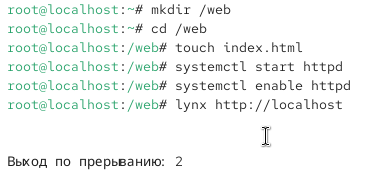 root@localhost:~# mkdir /web
root@localhost:~# cd /web
root@localhost:/web# touch index.html
root@localhost:/web# systemctl start httpd
root@localhost:/web# systemctl enable httpd
root@localhost:/web# lynx http://localhost
Выход по прерыванию: 2